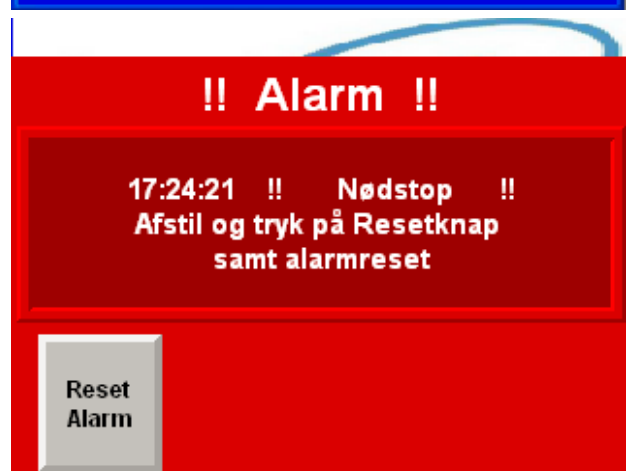 !! Alarm !!
17:24:21 !! Nødstop !!
Afstil og tryk på Resetknap
samt alarmreset
Reset
Alarm